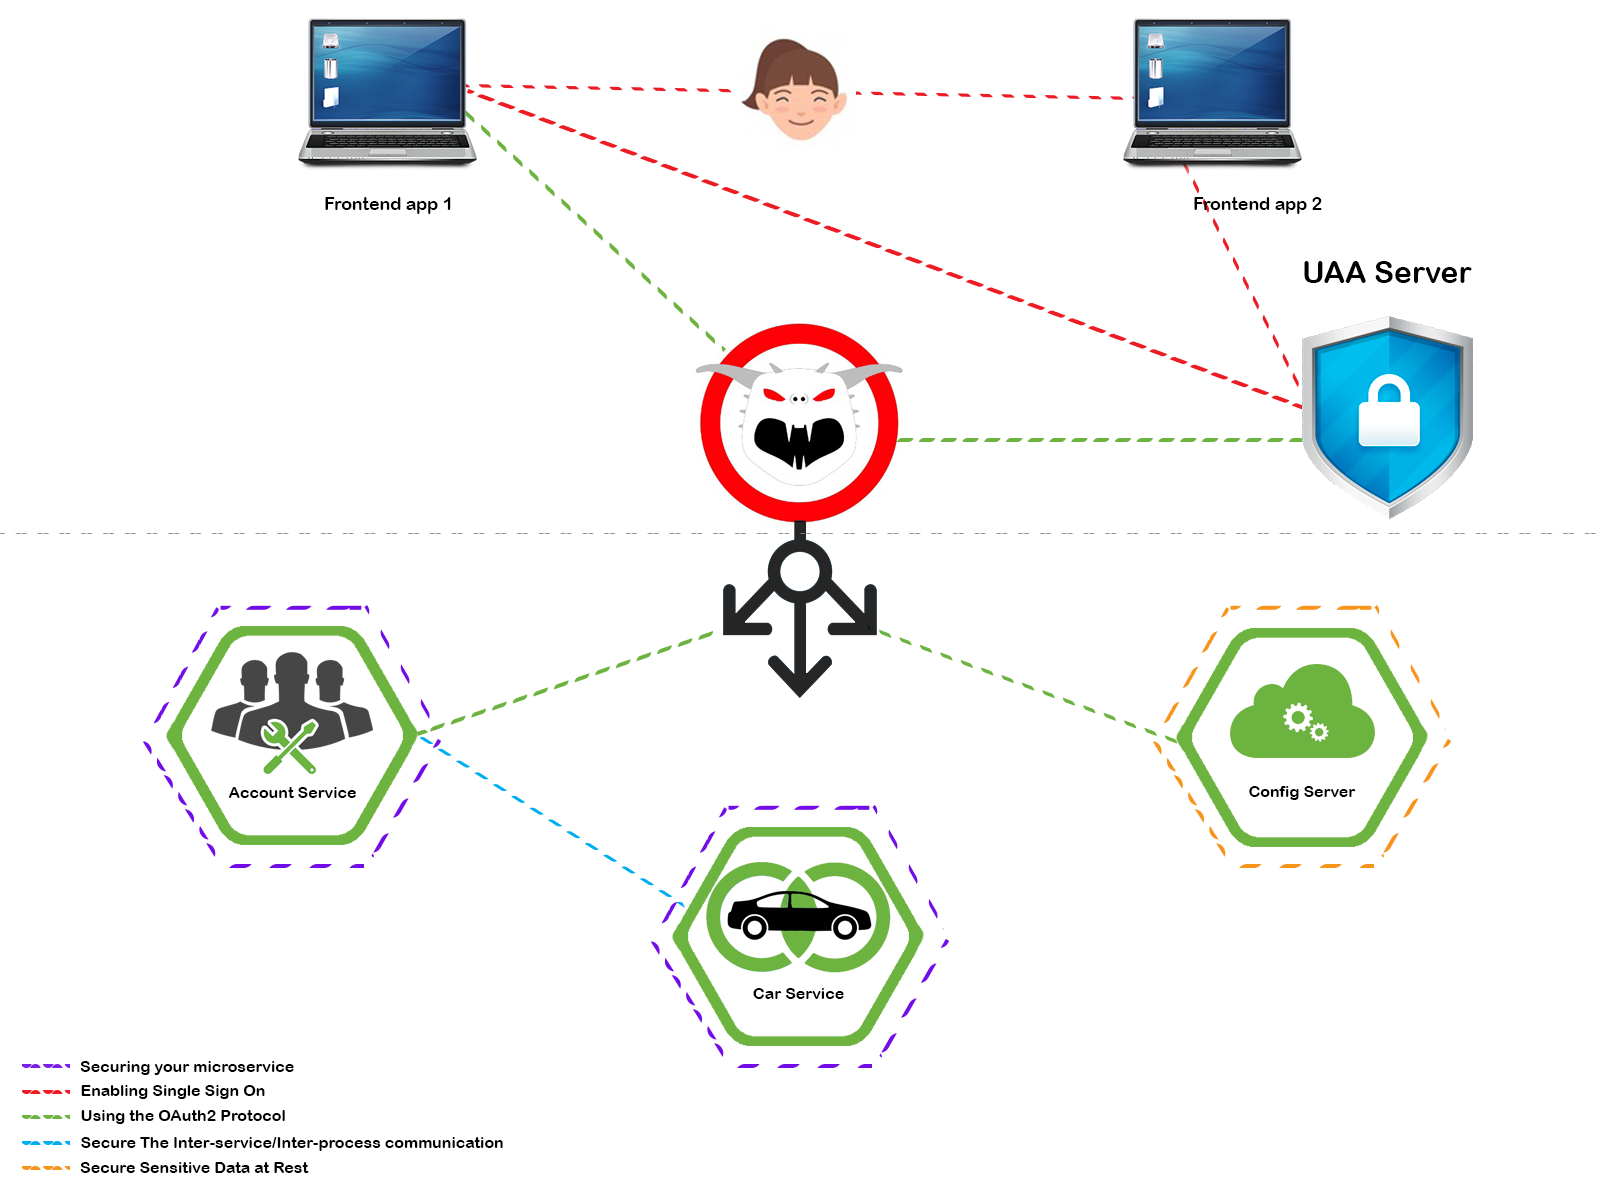 Frontend app 1
Frontend app 2
UAA Server
Account Service
Config Server
Car Service
Securing your microservice
Enabling Single Sign On
Using the OAuth2 Protocol
Secure The Inter-service/Inter-process communication
Secure Sensitive Data at Rest